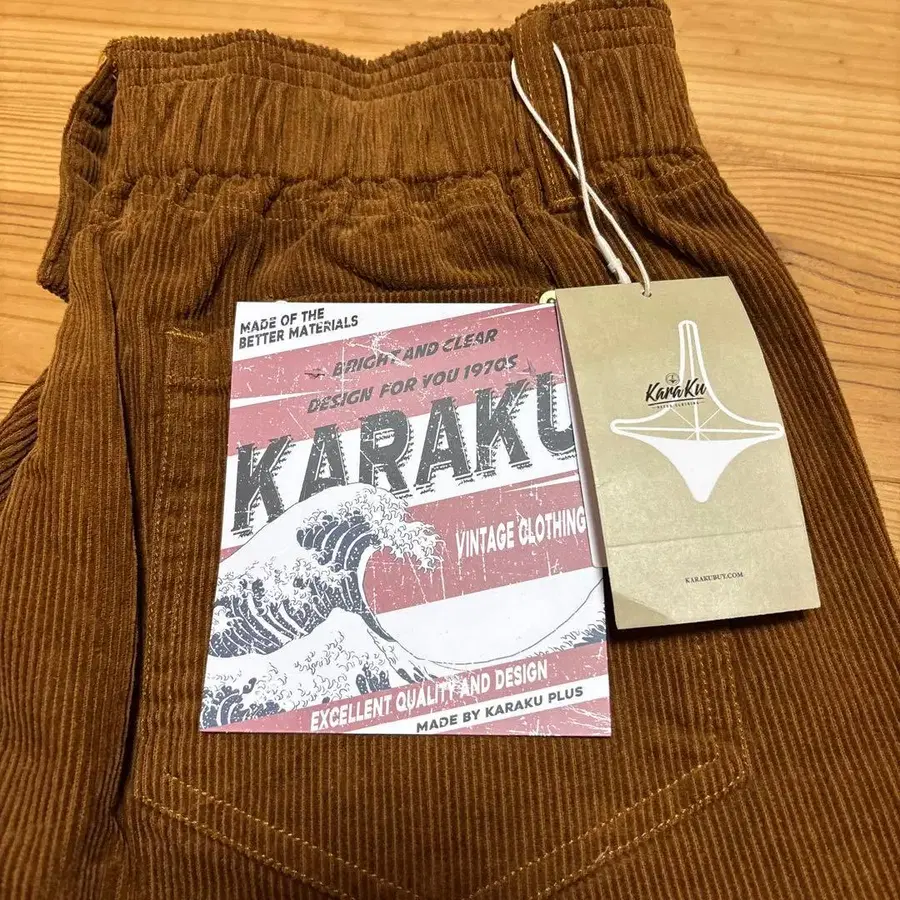 MADE OF THE
BETTER MATERIALS
BRIGHT AND CLEAR
DESIGN FOR YOU 1970S
KARAKU
VINTAGE CLOTHING
EXCELLENT QUALITY AND DESIGN
MADE BY KARAKU PLUS
KaraKu
KARAKUBUY.COM